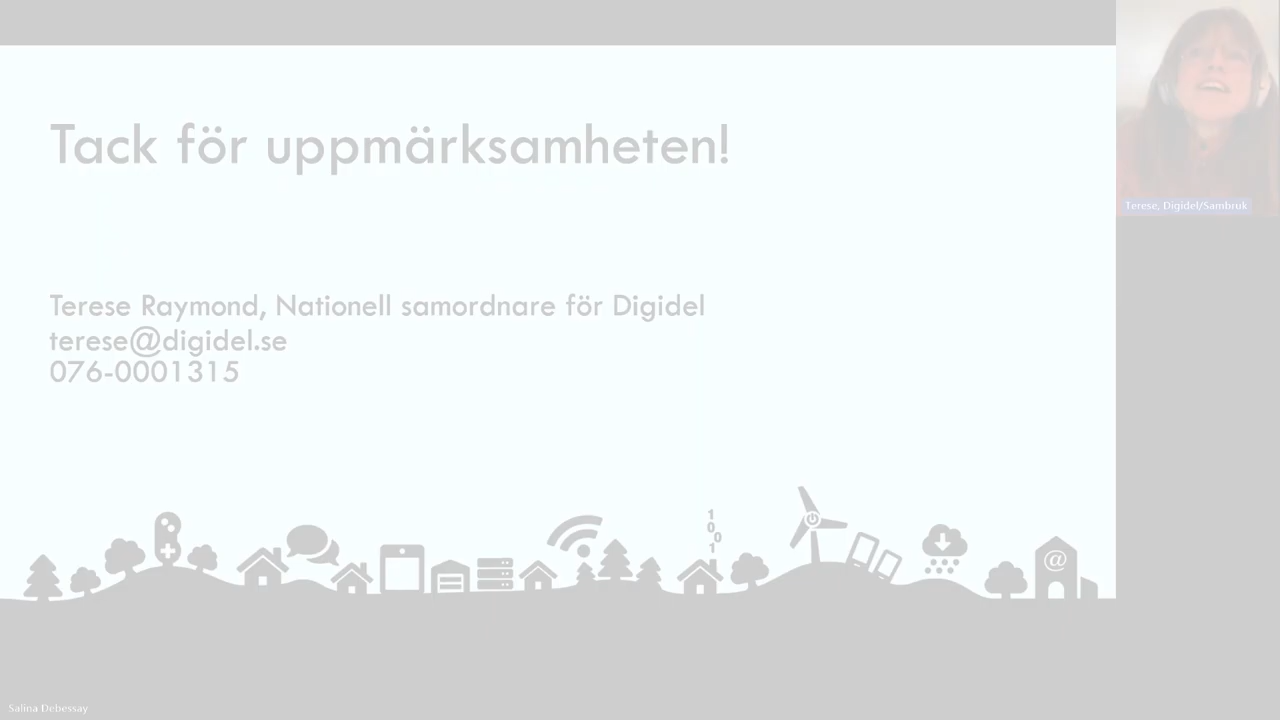 Tack för uppmärksamheten!
Terese Raymond, Nationell samordnare för Digidel
terese@digidel.se
076-0001315
1
0
0
1
@
Terese, Digidel/Sambruk
Salina Debessay